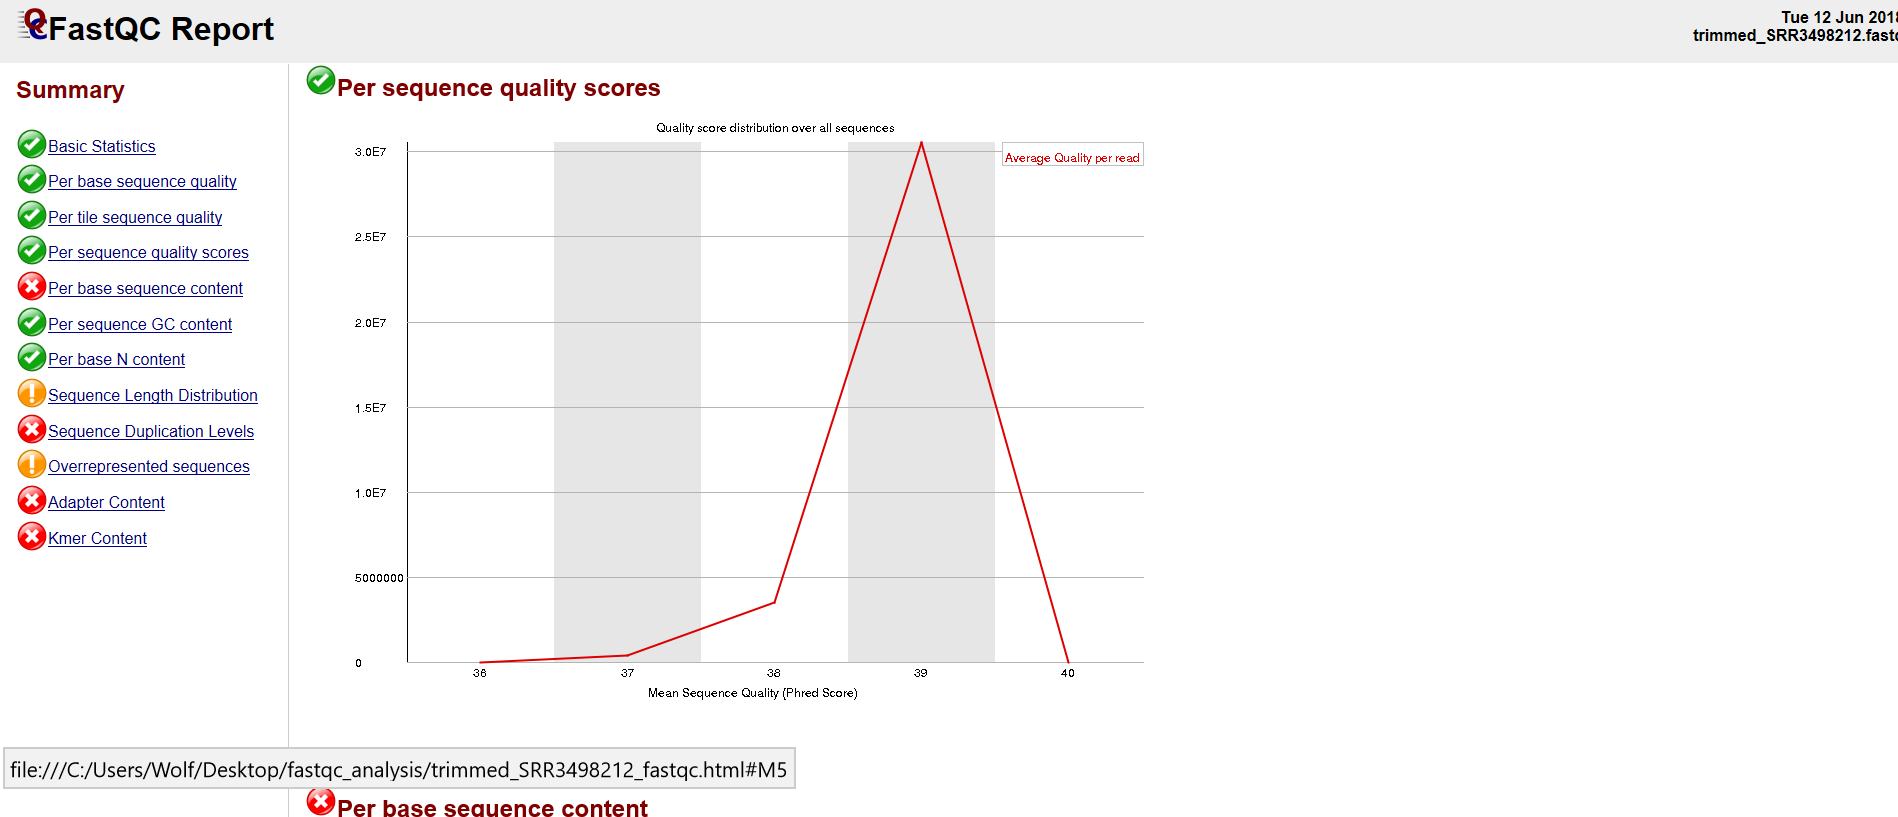 FastQC Report
Tue 12 Jun 2018
trimmed_SRR3498212.fastq
Summary
Basic Statistics
Per base sequence quality
Per tile sequence quality
Per sequence quality scores
Per base sequence content
Per sequence GC content
Per base N content
Sequence Length Distribution
Sequence Duplication Levels
Overrepresented sequences
Adapter Content
Kmer Content
Per sequence quality scores
Quality score distribution over all sequences
Average Quality per read
3.0E7
2.5E7
2.0E7
1.5E7
1.0E7
5000000
0
36 37 38 39 40
Mean Sequence Quality (Phred Score)
file:///C:/Users/Wolf/Desktop/fastqc_analysis/trimmed_SRR3498212_fastqc.html#M5
Per base sequence content